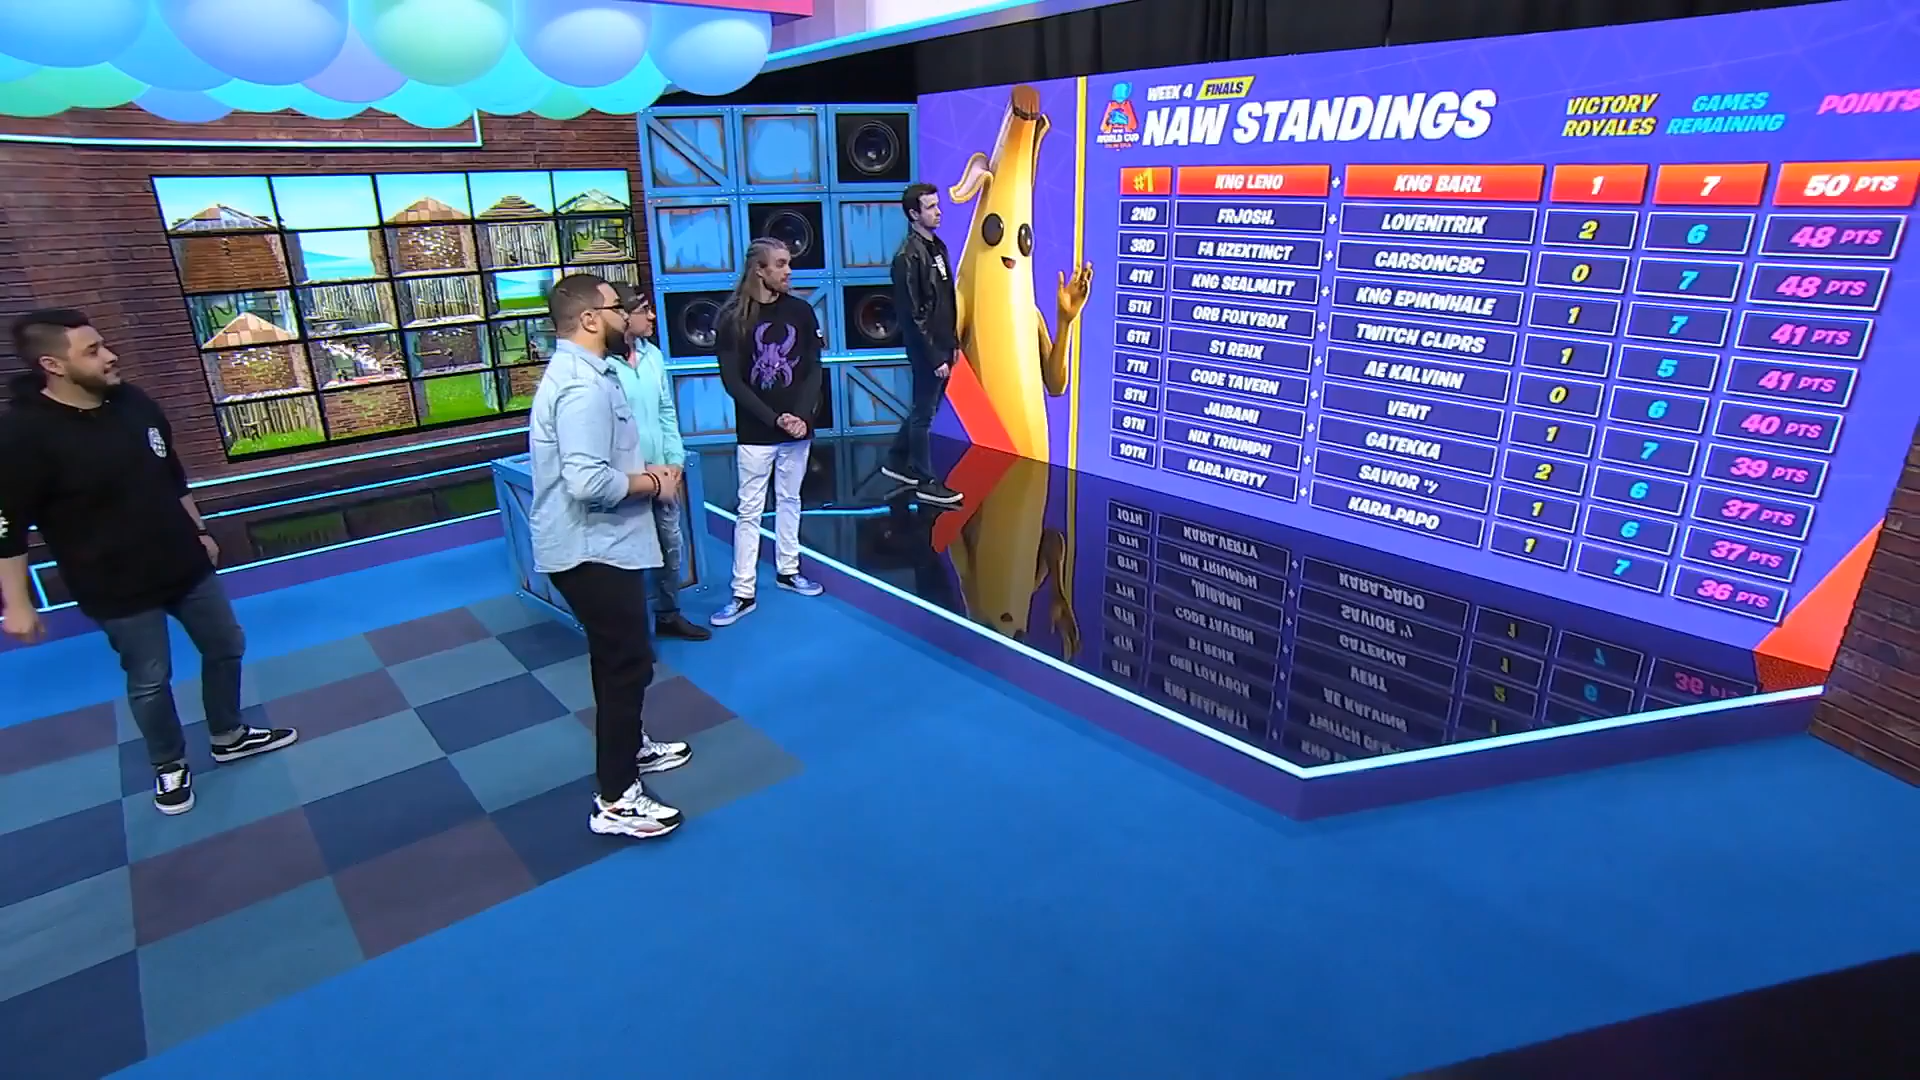 WEEK 4 FINALS
NAW STANDINGS
VICTORY ROYALES
GAMES REMAINING
POINTS
WORLD CUP
#1 KNG LENO + KNG BARL 1 7 50 PTS
2ND FRJOSH. + LOVENITRIX 2 6 48 PTS
3RD FA HZEXTINCT + CARSONCBC 0 7 48 PTS
4TH KNG SEALMATT + KNG EPIKWHALE 1 7 41 PTS
5TH ORB FOXYBOX + TWITCH CLIPRS 1 5 41 PTS
6TH S1 REHX + AE KALVINN 0 6 40 PTS
7TH CODE TAVERN + VENT 1 7 39 PTS
8TH JAIBAMI + GATEKKA 2 6 37 PTS
9TH NIX TRIUMPH + SAVIOR 1 6 37 PTS
10TH KARA.VERTY + KARA.PAPO 1 7 36 PTS